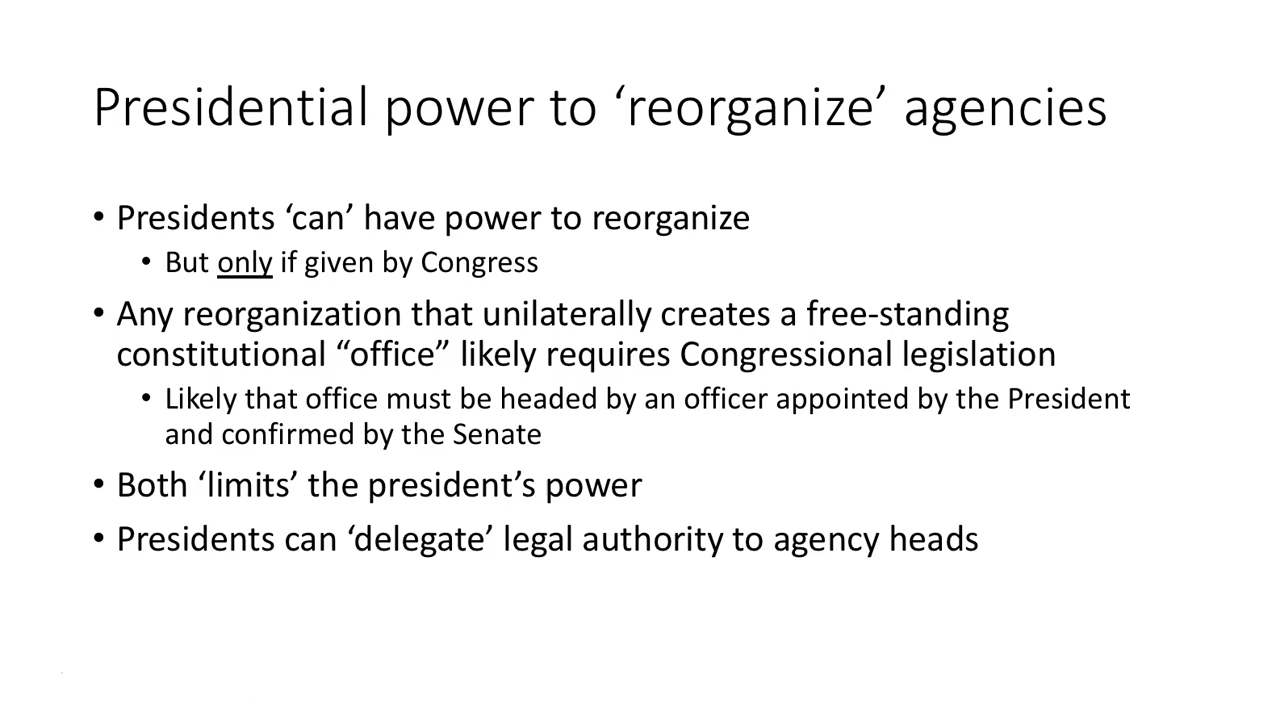 Presidential power to ‘reorganize’ agencies
• Presidents ‘can’ have power to reorganize
• But only if given by Congress
• Any reorganization that unilaterally creates a free-standing
constitutional “office” likely requires Congressional legislation
• Likely that office must be headed by an officer appointed by the President
and confirmed by the Senate
• Both ‘limits’ the president’s power
• Presidents can ‘delegate’ legal authority to agency heads